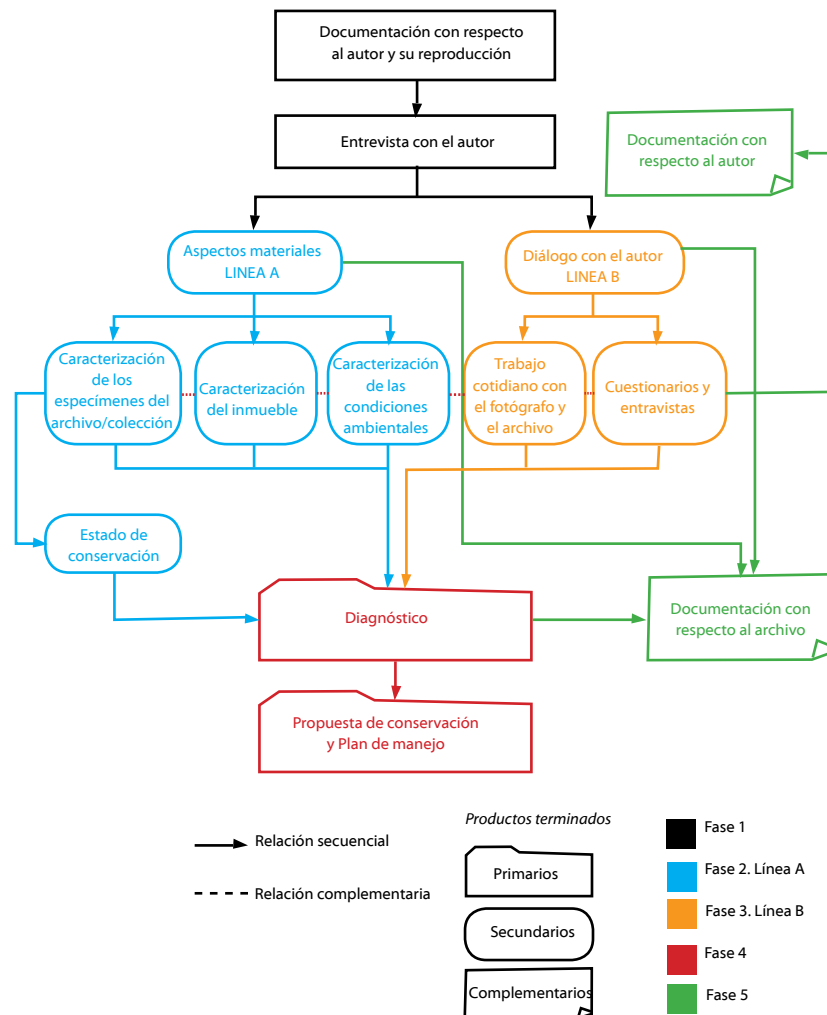 Documentación con respecto
al autor y su reproducción
Entrevista con el autor
Documentación con
respecto al autor
Aspectos materiales
LINEA A
Diálogo con el autor
LINEA B
Caracterización
de los
especímenes del
archivo/colección
Caracterización
del inmueble
Caracterización
de las
condiciones
ambientales
Trabajo
cotidiano con
el fotógrafo y
el archivo
Cuestionarios y
entravistas
Estado de
conservación
Diagnóstico
Documentación con
respecto al archivo
Propuesta de conservación
y Plan de manejo
Relación secuencial
Relación complementaria
Productos terminados
Primarios
Secundarios
Complementarios
Fase 1
Fase 2. Línea A
Fase 3. Línea B
Fase 4
Fase 5